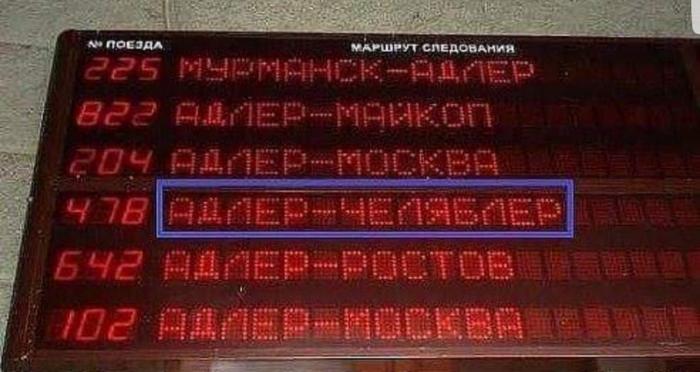 № ПОЕЗДА МАРШРУТ СЛЕДОВАНИЯ
225 МУРМАНСК-АДЛЕР
822 АДЛЕР-МАЙКОП
204 АДЛЕР-МОСКВА
478 АДЛЕР-ЧЕЛЯБЛЕР
642 АДЛЕР-РОСТОВ
102 АДЛЕР-МОСКВА